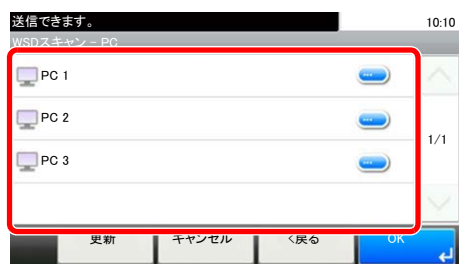 送信できます。 10:10
WSDスキャン - PC
PC 1
PC 2
1/1
PC 3
更新 キャンセル <戻る OK